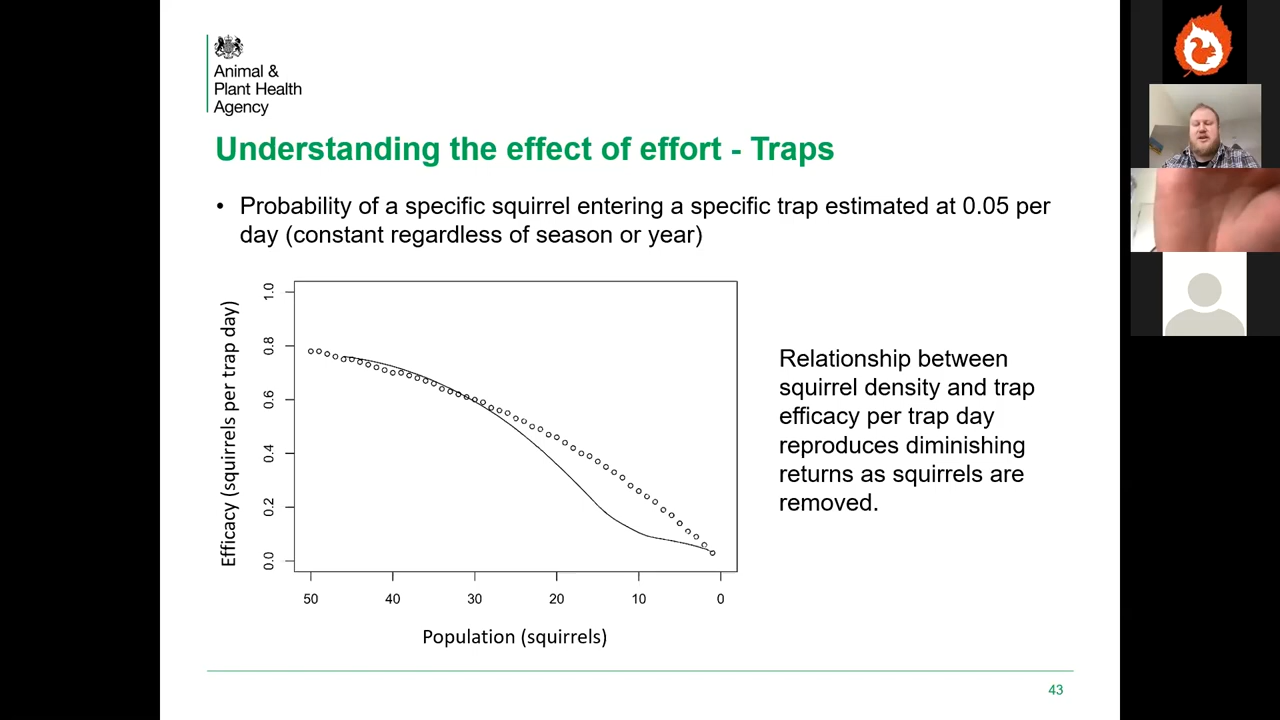 Animal &
Plant Health
Agency
Understanding the effect of effort - Traps
• Probability of a specific squirrel entering a specific trap estimated at 0.05 per
day (constant regardless of season or year)
Efficacy (squirrels per trap day)
1.0
0.8
0.6
0.4
0.2
0.0
50 40 30 20 10 0
Population (squirrels)
Relationship between
squirrel density and trap
efficacy per trap day
reproduces diminishing
returns as squirrels are
removed.
43